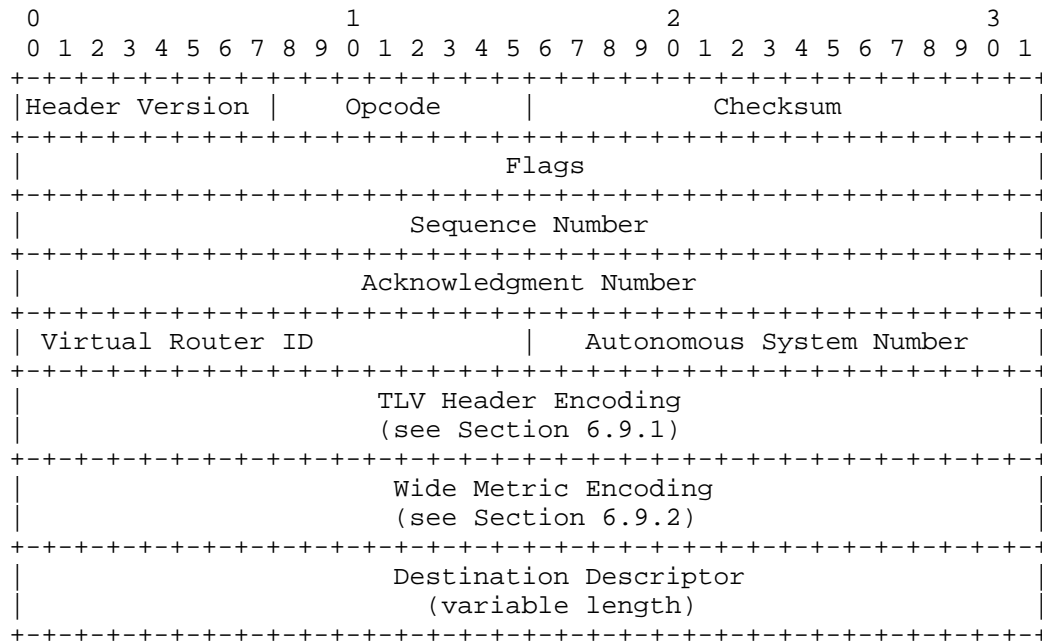 0                   1                   2                   3
 0 1 2 3 4 5 6 7 8 9 0 1 2 3 4 5 6 7 8 9 0 1 2 3 4 5 6 7 8 9 0 1
+-+-+-+-+-+-+-+-+-+-+-+-+-+-+-+-+-+-+-+-+-+-+-+-+-+-+-+-+-+-+-+-+
|Header Version |    Opcode     |           Checksum            |
+-+-+-+-+-+-+-+-+-+-+-+-+-+-+-+-+-+-+-+-+-+-+-+-+-+-+-+-+-+-+-+-+
|                              Flags                            |
+-+-+-+-+-+-+-+-+-+-+-+-+-+-+-+-+-+-+-+-+-+-+-+-+-+-+-+-+-+-+-+-+
|                        Sequence Number                        |
+-+-+-+-+-+-+-+-+-+-+-+-+-+-+-+-+-+-+-+-+-+-+-+-+-+-+-+-+-+-+-+-+
|                     Acknowledgment Number                     |
+-+-+-+-+-+-+-+-+-+-+-+-+-+-+-+-+-+-+-+-+-+-+-+-+-+-+-+-+-+-+-+-+
| Virtual Router ID             |   Autonomous System Number    |
+-+-+-+-+-+-+-+-+-+-+-+-+-+-+-+-+-+-+-+-+-+-+-+-+-+-+-+-+-+-+-+-+
|                      TLV Header Encoding                      |
|                      (see Section 6.9.1)                      |
+-+-+-+-+-+-+-+-+-+-+-+-+-+-+-+-+-+-+-+-+-+-+-+-+-+-+-+-+-+-+-+-+
|                       Wide Metric Encoding                    |
|                       (see Section 6.9.2)                     |
+-+-+-+-+-+-+-+-+-+-+-+-+-+-+-+-+-+-+-+-+-+-+-+-+-+-+-+-+-+-+-+-+
|                       Destination Descriptor                  |
|                         (variable length)                     |
+-+-+-+-+-+-+-+-+-+-+-+-+-+-+-+-+-+-+-+-+-+-+-+-+-+-+-+-+-+-+-+-+